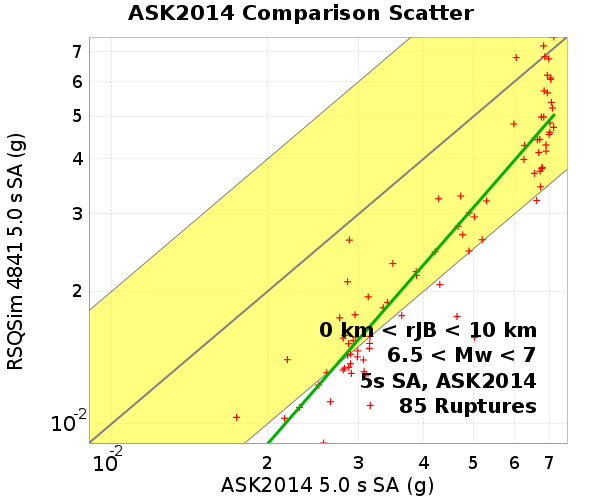 ASK2014 Comparison Scatter
RSQSim 4841 5.0 s SA (g)
7
6
5
4
3
2
10-2
0 km < rJB < 10 km
6.5 < Mw < 7
5s SA, ASK2014
85 Ruptures
10-2 2 3 4 5 6 7
ASK2014 5.0 s SA (g)